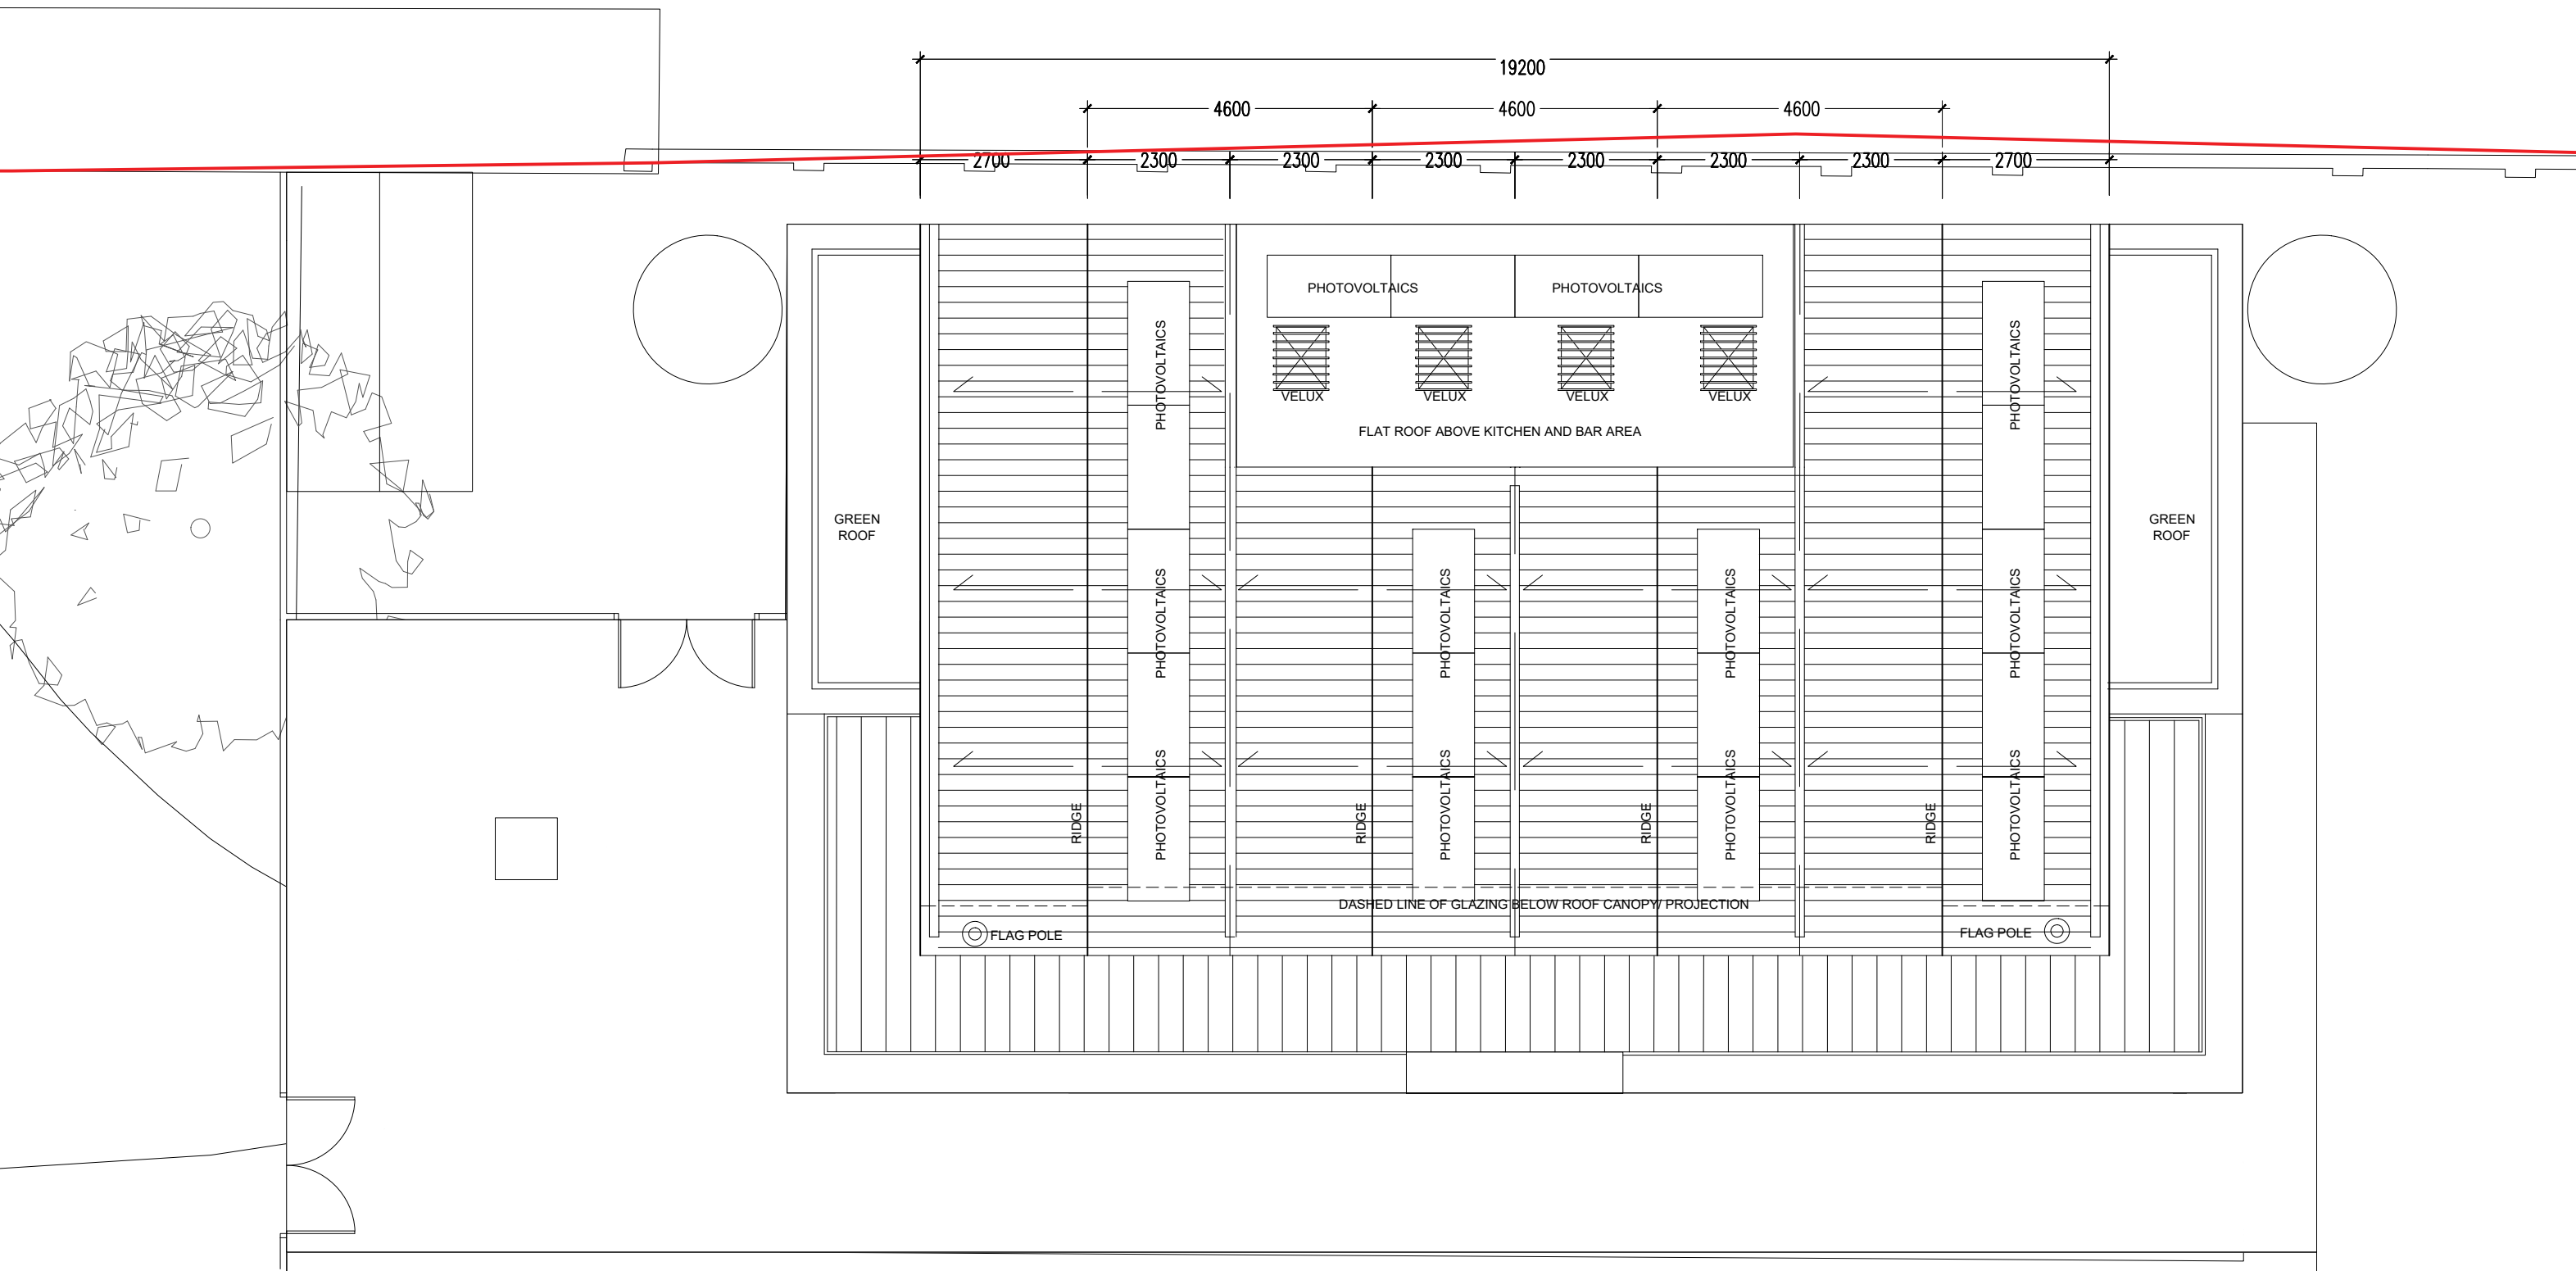 19200
4600 4600 4600
2700 2300 2300 2300 2300 2300 2300 2700
PHOTOVOLTAICS PHOTOVOLTAICS
PHOTOVOLTAICS PHOTOVOLTAICS
VELUX VELUX VELUX VELUX
FLAT ROOF ABOVE KITCHEN AND BAR AREA
GREEN
ROOF
GREEN
ROOF
PHOTOVOLTAICS PHOTOVOLTAICS PHOTOVOLTAICS PHOTOVOLTAICS
RIDGE PHOTOVOLTAICS RIDGE PHOTOVOLTAICS RIDGE PHOTOVOLTAICS RIDGE PHOTOVOLTAICS
DASHED LINE OF GLAZING BELOW ROOF CANOPY/ PROJECTION
FLAG POLE FLAG POLE